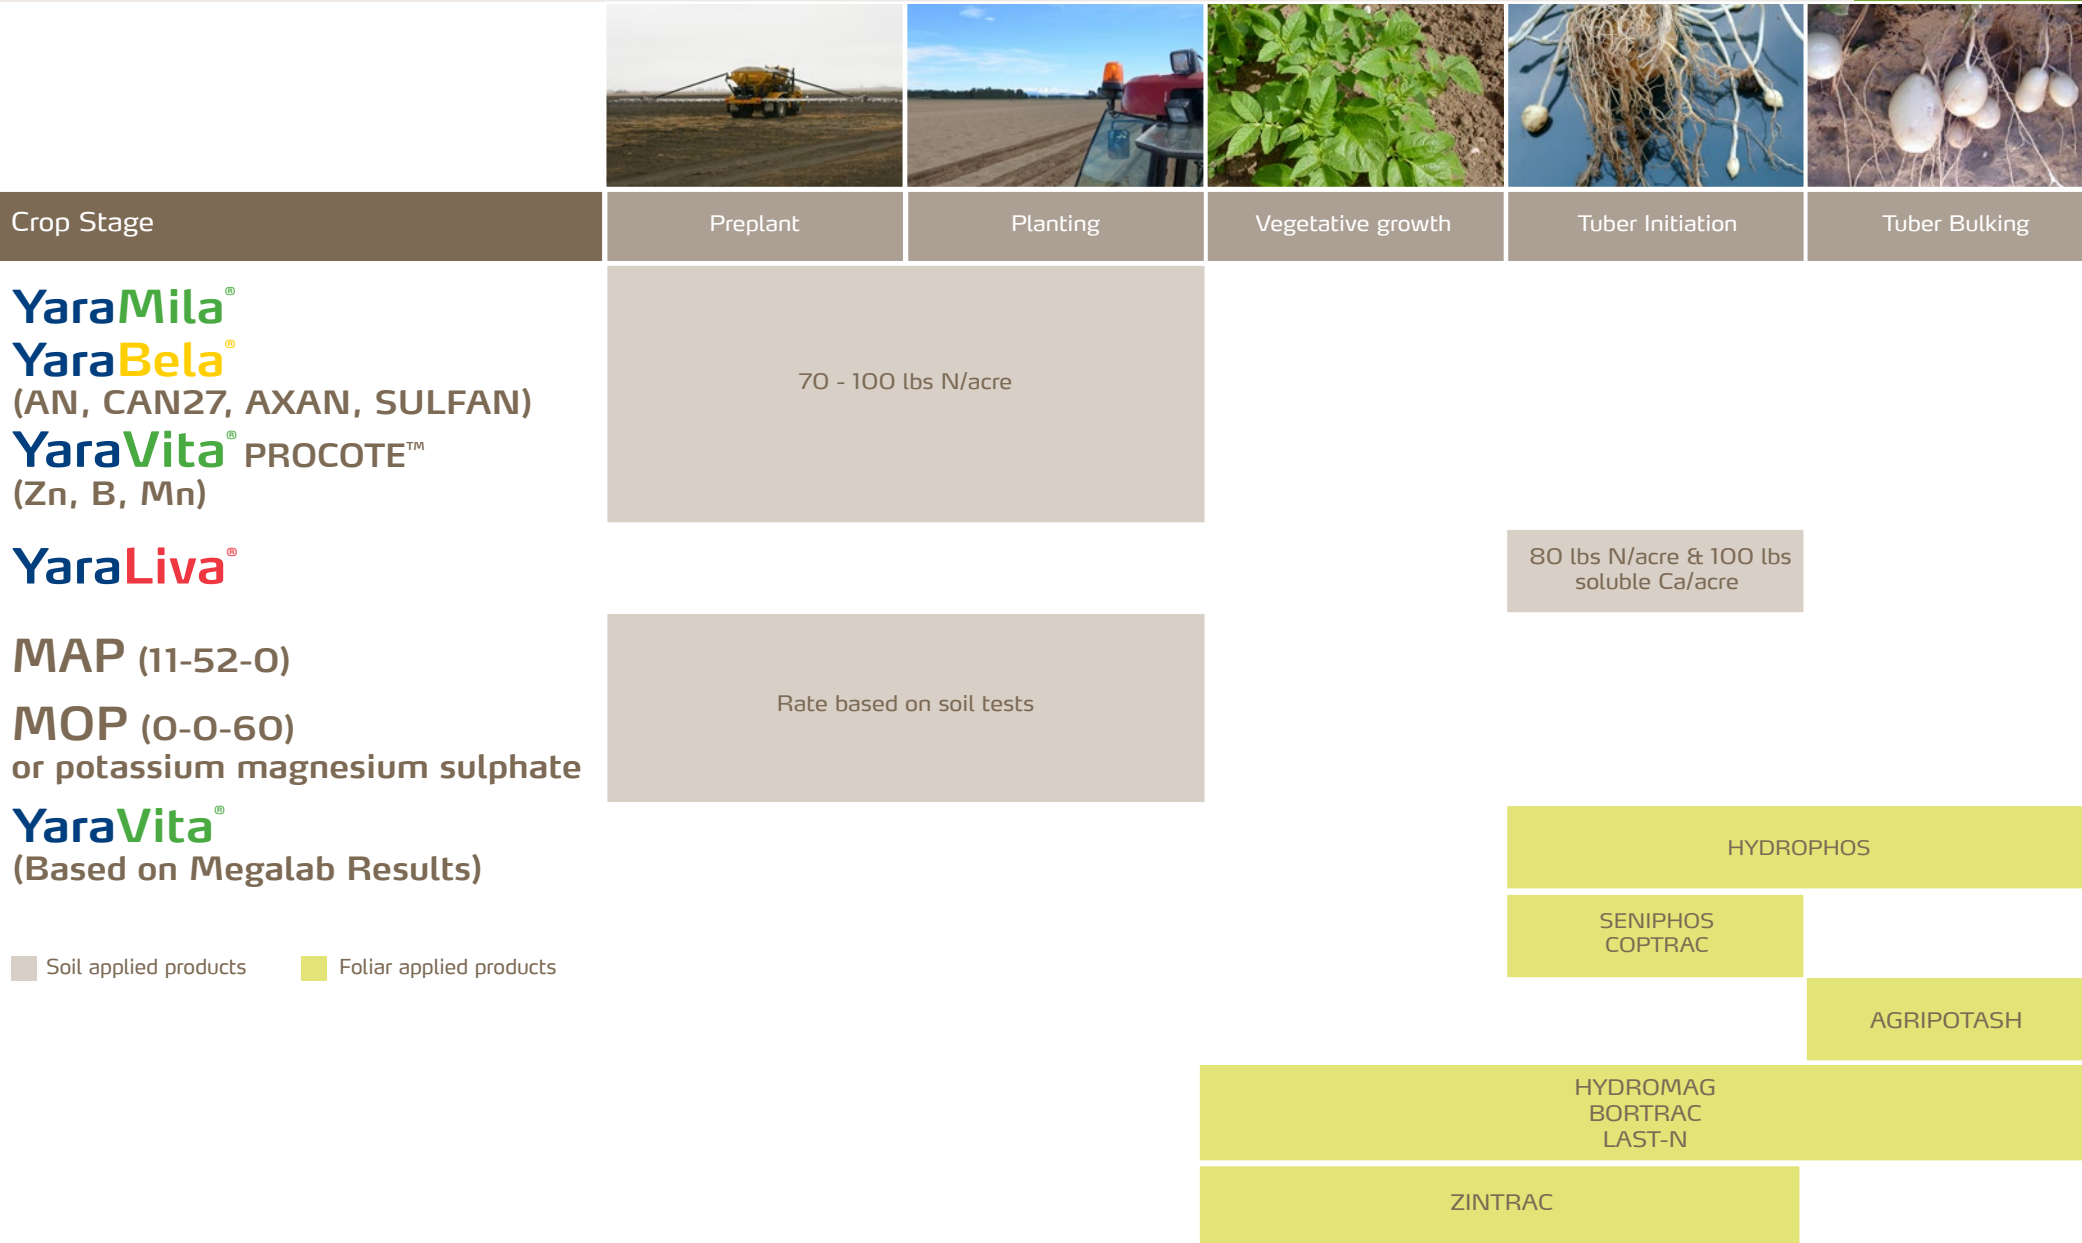 Crop Stage
Preplant
Planting
Vegetative growth
Tuber Initiation
Tuber Bulking
YaraMila®
YaraBela®
(AN, CAN27, AXAN, SULFAN)
YaraVita® PROCOTE™
(Zn, B, Mn)
70 - 100 lbs N/acre
YaraLiva®
80 lbs N/acre & 100 lbs
soluble Ca/acre
MAP (11-52-0)
MOP (0-0-60)
or potassium magnesium sulphate
Rate based on soil tests
YaraVita®
(Based on Megalab Results)
HYDROPHOS
SENIPHOS
COPTRAC
Soil applied products
Foliar applied products
AGRIPOTASH
HYDROMAG
BORTRAC
LAST-N
ZINTRAC